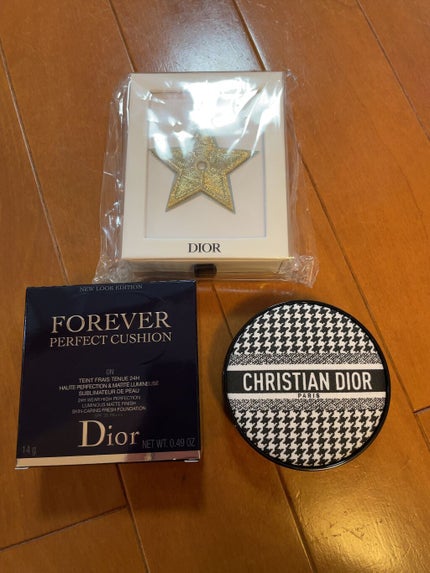 DIOR
NEW LOOK EDITION
FOREVER
PERFECT CUSHION
0N
TEINT FRAIS TENUE 24H
HAUTE PERFECTION & MATITÉ LUMINEUSE
SUBLIMATEUR DE PEAU
24H WEAR HIGH PERFECTION
LUMINOUS MATTE FINISH
SKIN-CARING FRESH FOUNDATION
Dior
14 g NET WT. 0.49 OZ
CHRISTIAN DIOR
PARIS